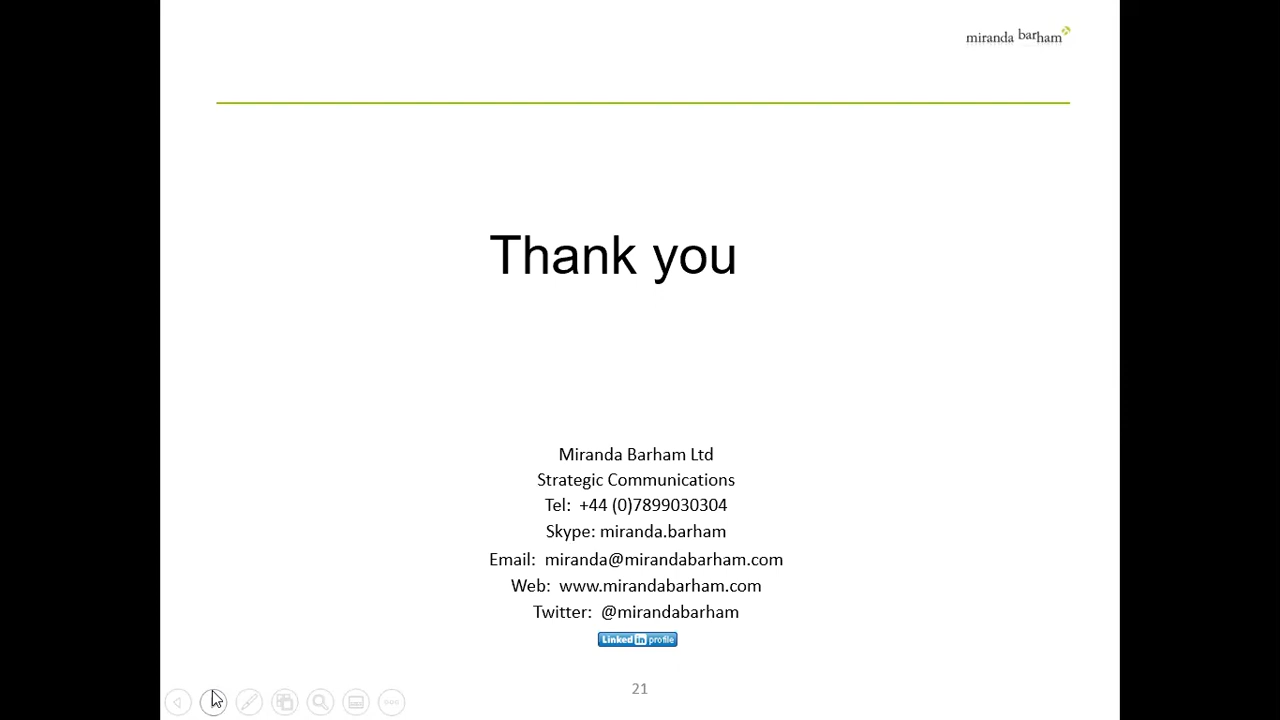 miranda barham
Thank you
Miranda Barham Ltd
Strategic Communications
Tel: +44 (0)7899030304
Skype: miranda.barham
Email: miranda@mirandabarham.com
Web: www.mirandabarham.com
Twitter: @mirandabarham
Linked in profile
21